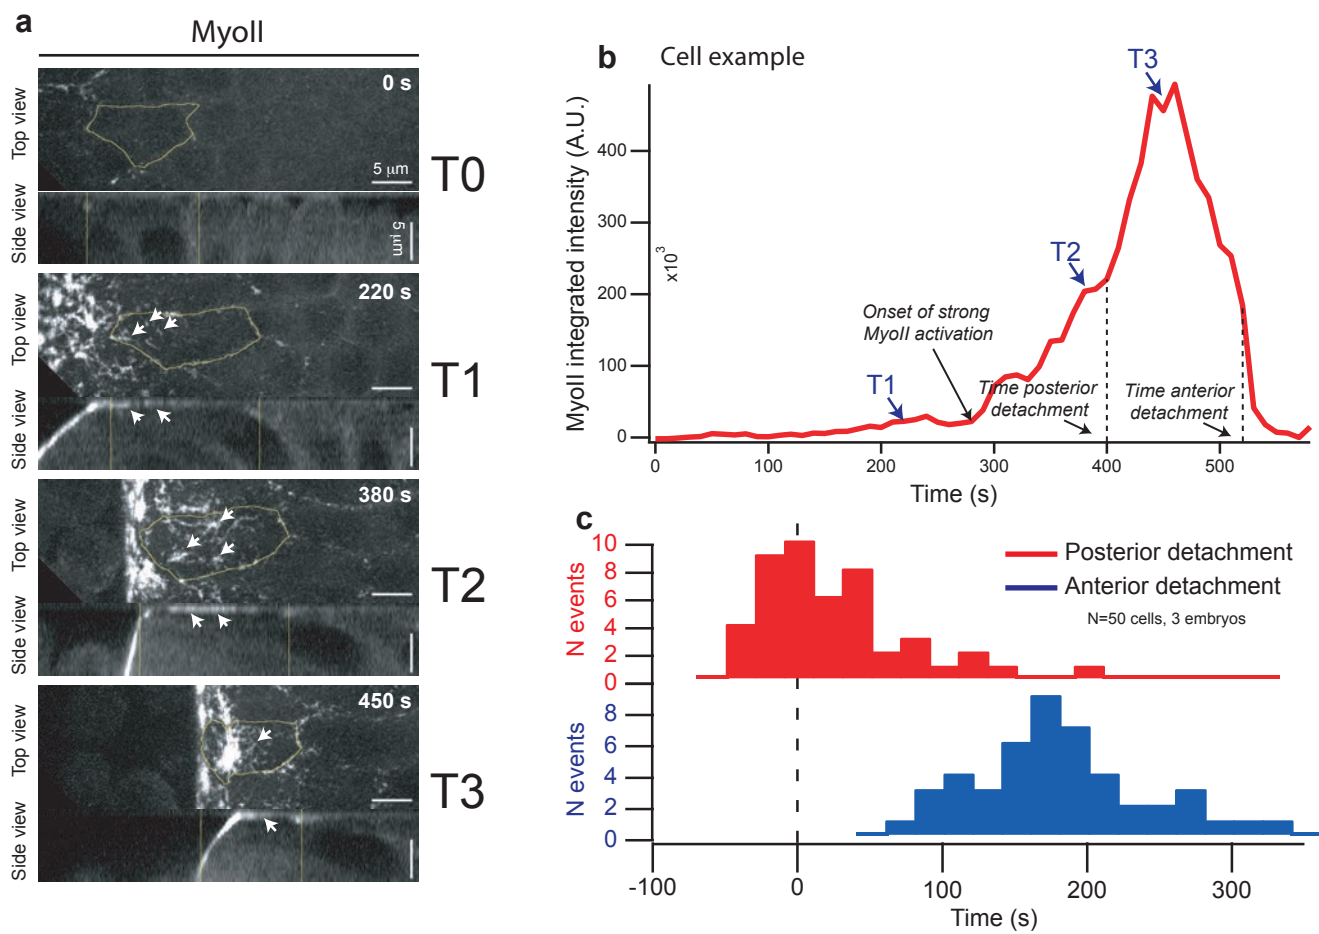 a
MyoII
Top view
0 s
5 μm
Side view
5 μm
T0
Top view
220 s
Side view
T1
Top view
380 s
Side view
T2
Top view
450 s
Side view
T3
b
Cell example
MyoII integrated intensity (A.U.)
x10³
400
300
200
100
0
T1
T2
T3
Onset of strong
MyoII activation
Time posterior
detachment
Time anterior
detachment
0
100
200
300
400
500
Time (s)
c
N events
10
8
6
4
2
0
Posterior detachment
Anterior detachment
N=50 cells, 3 embryos
N events
8
6
4
2
0
-100
0
100
200
300
Time (s)